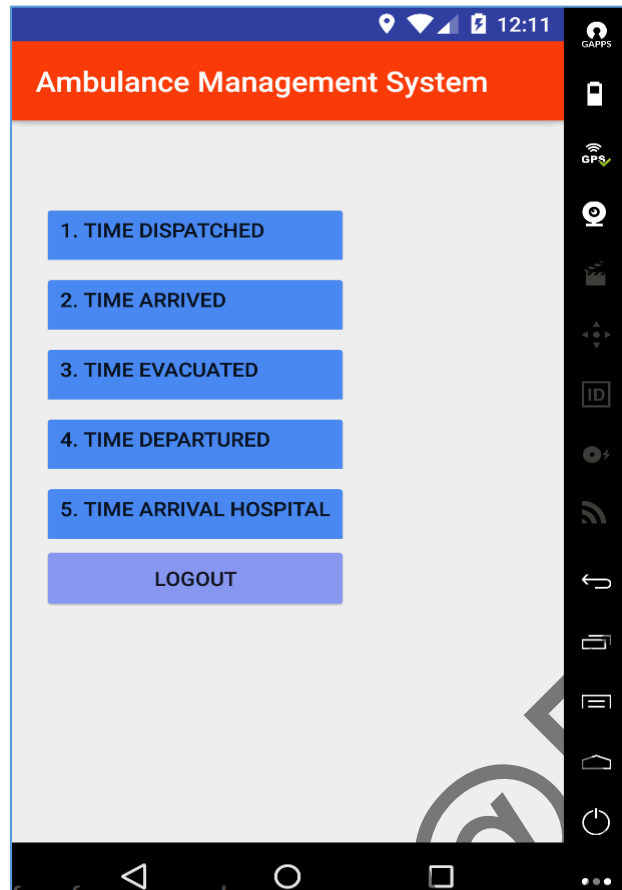 12:11
GAPPS
Ambulance Management System
GPS
1. TIME DISPATCHED
2. TIME ARRIVED
3. TIME EVACUATED
ID
4. TIME DEPARTURED
5. TIME ARRIVAL HOSPITAL
LOGOUT